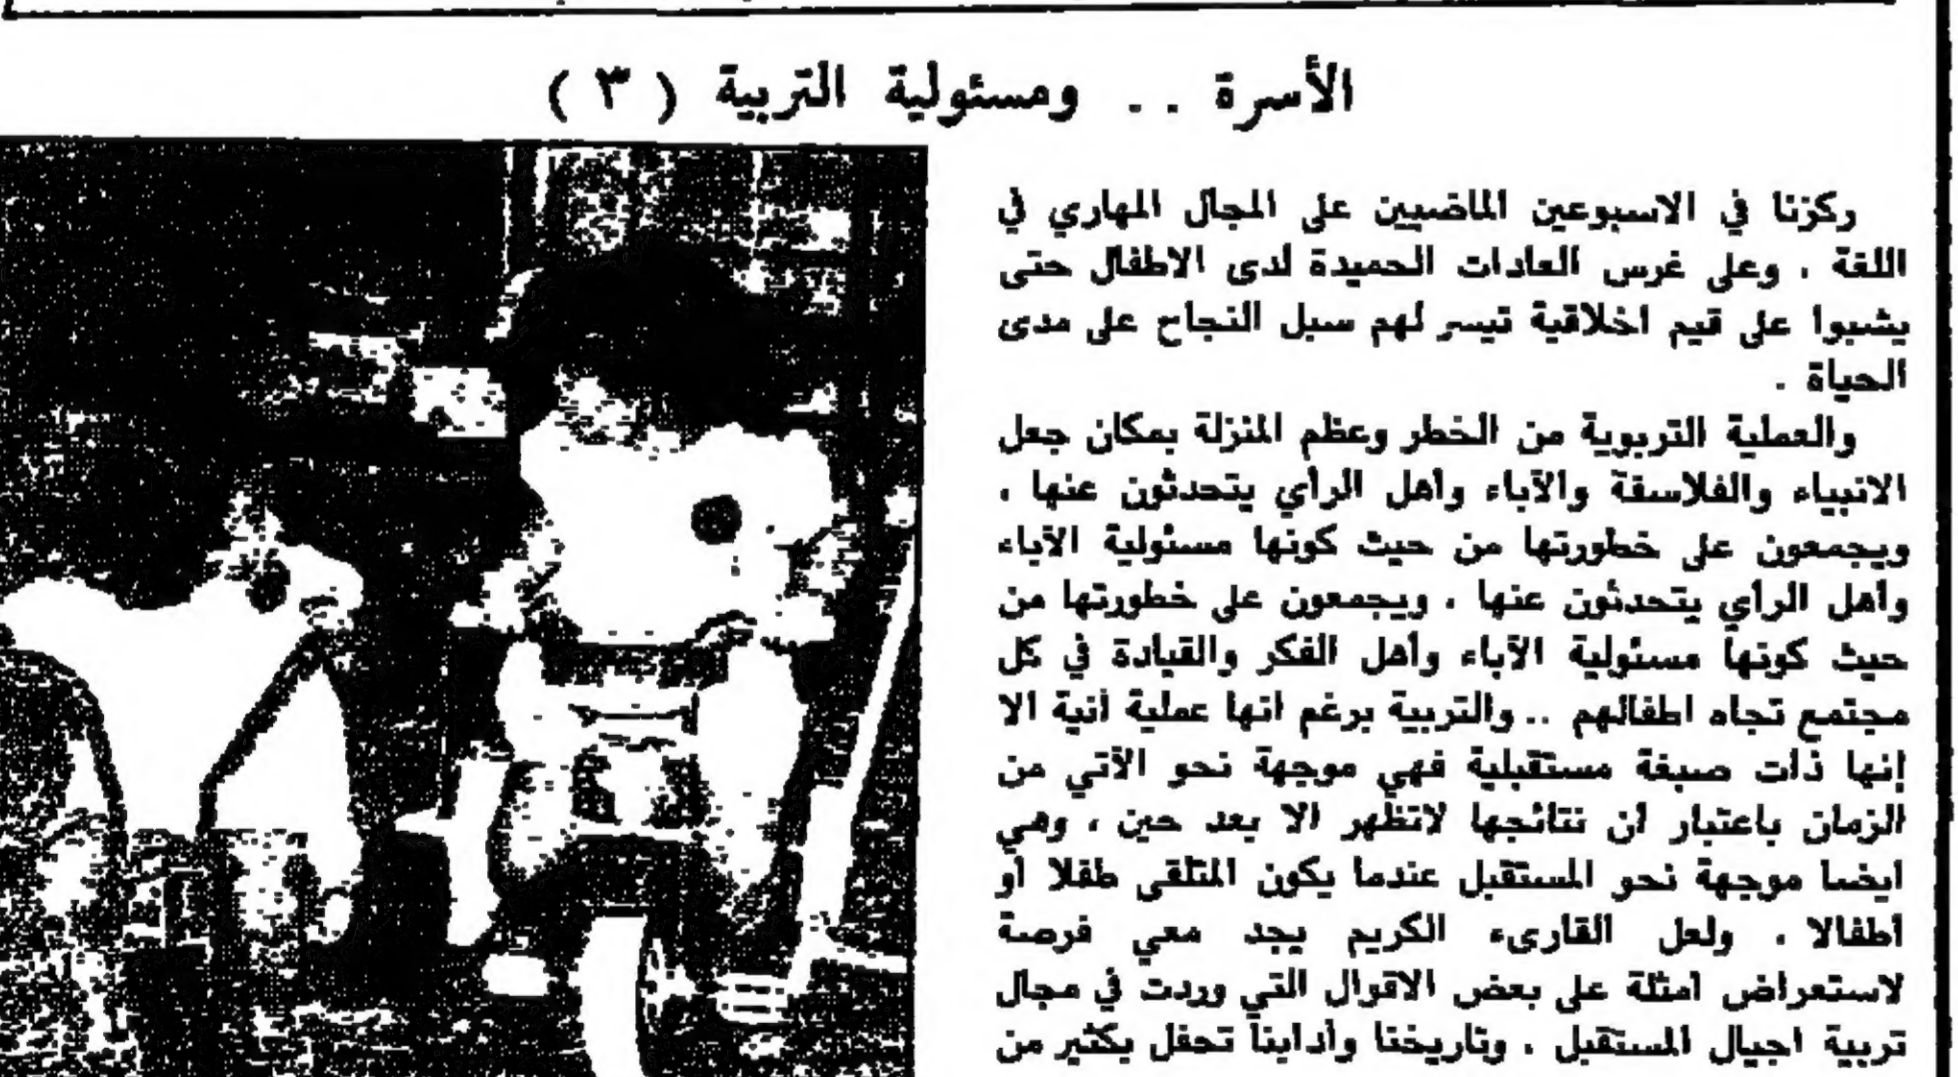 الأسرة . . ومسئولية التربية ( ٣ )
ركزنا في الاسبوعين الماضيين على المجال المهاري في
اللغة ، وعلى غرس العادات الحميدة لدى الاطفال حتى
يشبوا على قيم اخلاقية تيسر لهم سبل النجاح على مدى
الحياة .
والعملية التربوية من الخطر وعظم المنزلة بمكان جعل
الانبياء والفلاسفة والآباء وأهل الرأي يتحدثون عنها ،
ويجمعون على خطورتها من حيث كونها مسئولية الآباء
وأهل الرأي يتحدثون عنها ، ويجمعون على خطورتها من
حيث كونها مسئولية الآباء وأهل الفكر والقيادة في كل
مجتمع تجاه اطفالهم .. والتربية برغم انها عملية أنية الا
إنها ذات صبغة مستقبلية فهي موجهة نحو الآتي من
الزمان باعتبار ان نتائجها لاتظهر الا بعد حين ، وهي
ايضا موجهة نحو المستقبل عندما يكون المتلقى طفلا أو
أطفالا ، ولعل القارىء الكريم يجد معي فرصة
لاستعراض امثلة على بعض الاقوال التي وردت في مجال
تربية اجيال المستقبل ، وتاريخنا وأدابنا تحفل بكثير من